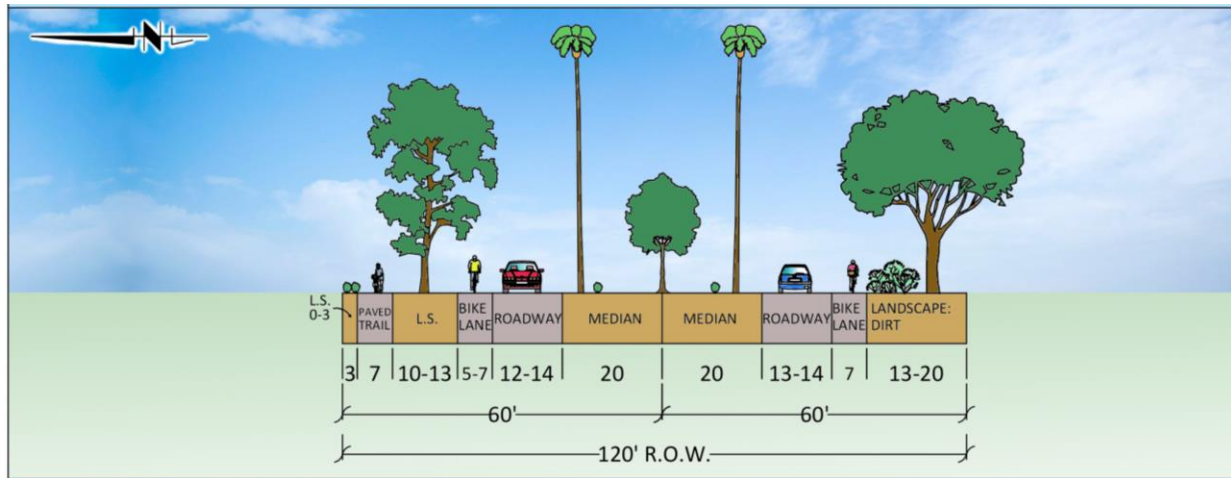 N
L.S.
0-3
PAVED
TRAIL
L.S.
BIKE
LANE
ROADWAY
MEDIAN
MEDIAN
ROADWAY
BIKE
LANE
LANDSCAPE:
DIRT
3 7 10-13 5-7 12-14 20 20 13-14 7 13-20
60' 60'
120' R.O.W.